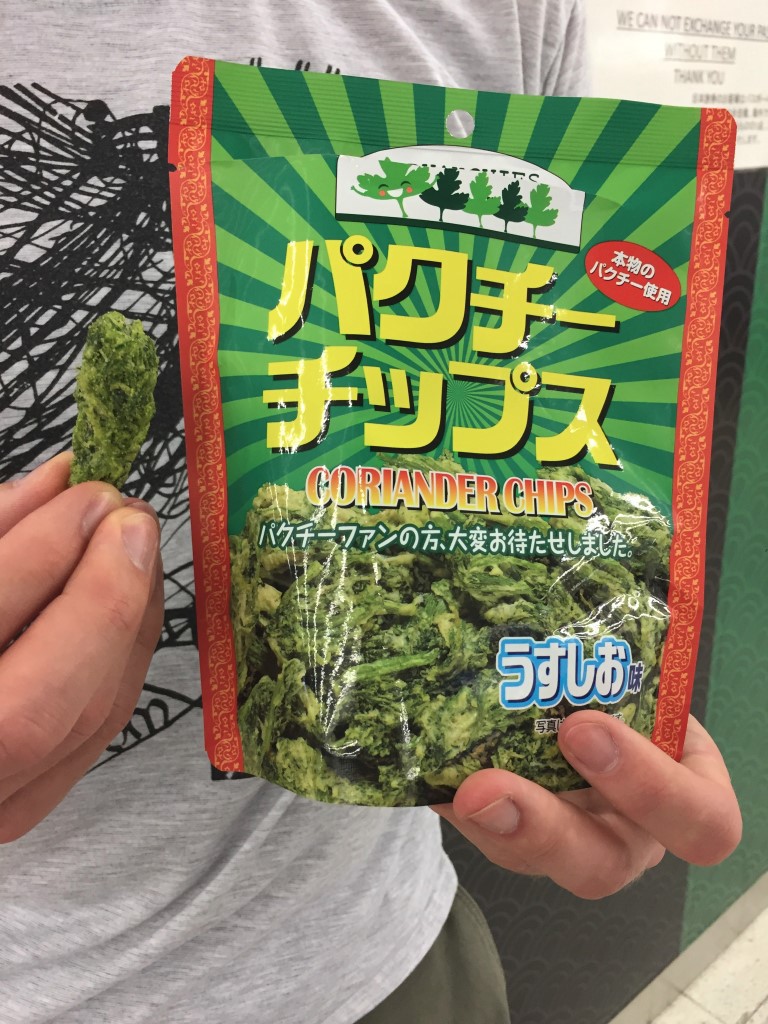 WE CAN NOT EXCHANGE YOUR
WITHOUT THEM
THANK YOU
本物の
パクチー使用
パクチー
チップス
CORIANDER CHIPS
パクチーファンの方、大変お待たせしました。
うすしお味
写真